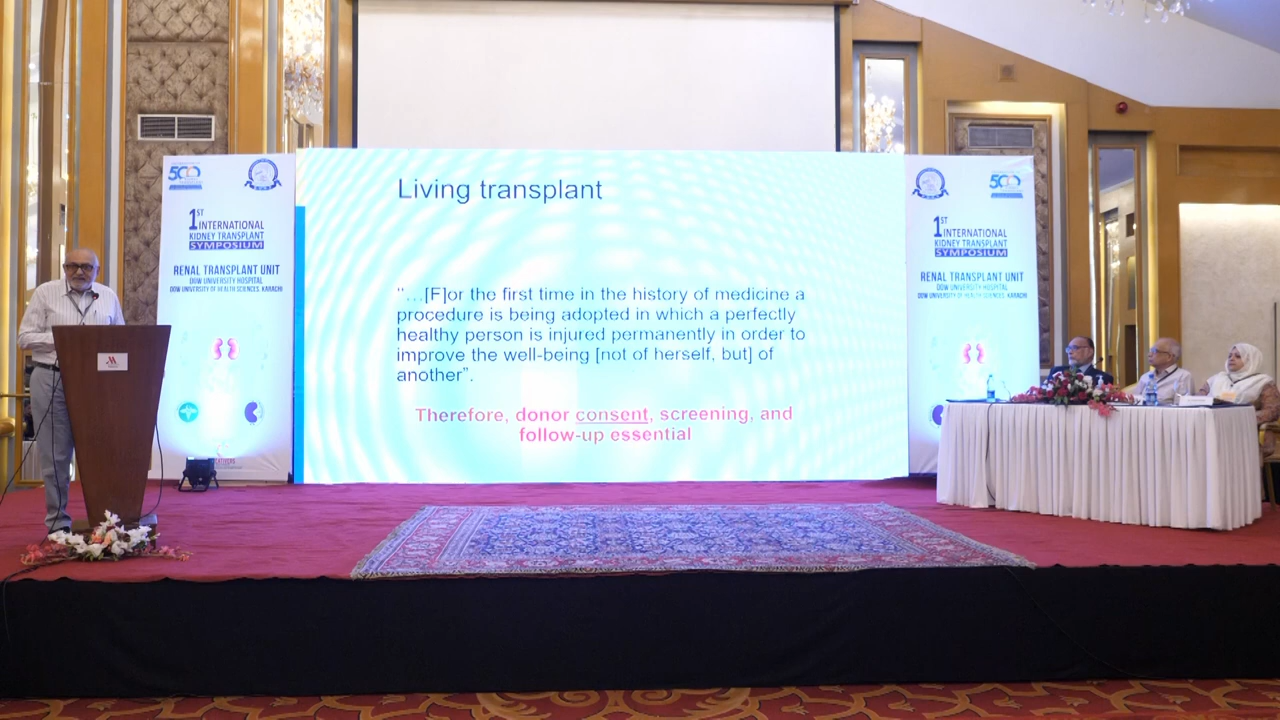 Living transplant
“…[F]or the first time in the history of medicine a
procedure is being adopted in which a perfectly
healthy person is injured permanently in order to
improve the well-being [not of herself, but] of
another”.
Therefore, donor consent, screening, and
follow-up essential
500
1ST
INTERNATIONAL
KIDNEY TRANSPLANT
SYMPOSIUM
RENAL TRANSPLANT UNIT
DOW UNIVERSITY HOSPITAL
DOW UNIVERSITY OF HEALTH SCIENCES, KARACHI
500
1ST
INTERNATIONAL
KIDNEY TRANSPLANT
SYMPOSIUM
RENAL TRANSPLANT UNIT
DOW UNIVERSITY HOSPITAL
DOW UNIVERSITY OF HEALTH SCIENCES, KARACHI